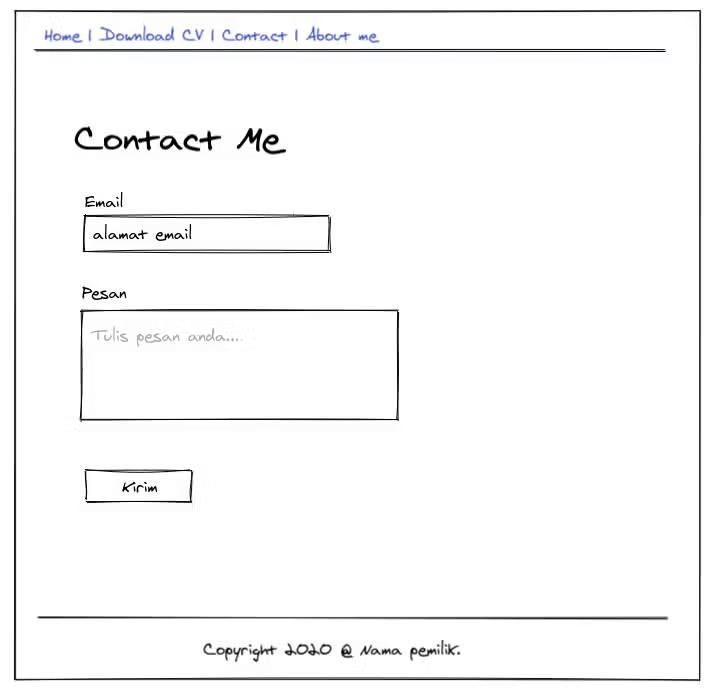 Home | Download CV | Contact | About me
Contact Me
Email
alamat email
Pesan
Tulis pesan anda....
Kirim
Copyright 2020 @ Nama pemilik.